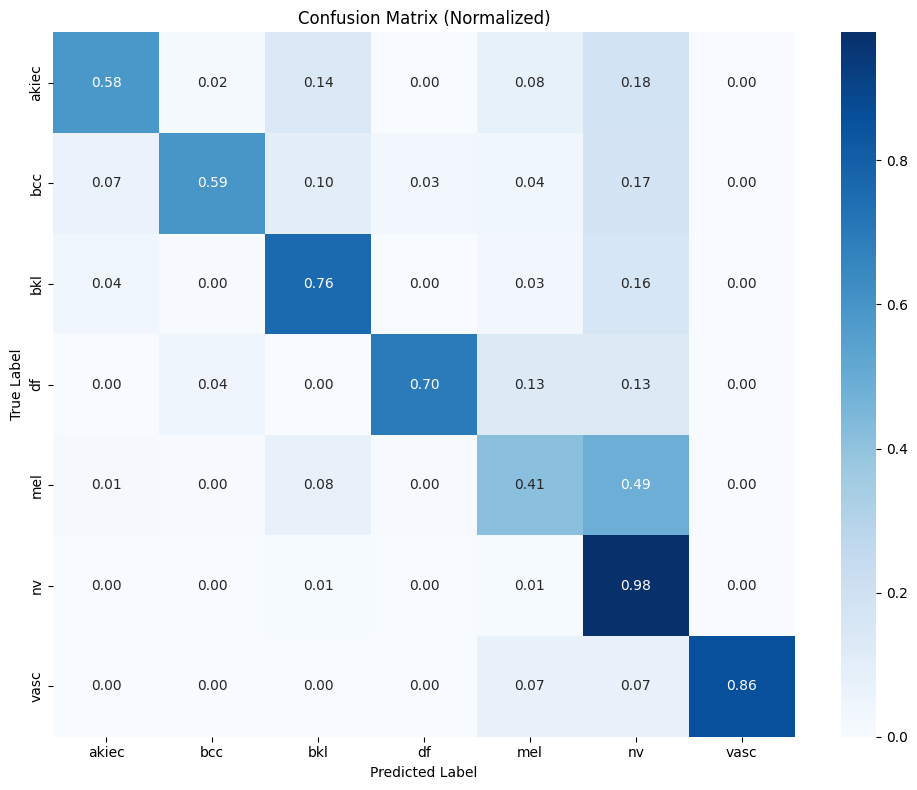 Confusion Matrix (Normalized)
True Label
akiec 0.58 0.02 0.14 0.00 0.08 0.18 0.00
bcc 0.07 0.59 0.10 0.03 0.04 0.17 0.00
bkl 0.04 0.00 0.76 0.00 0.03 0.16 0.00
df 0.00 0.04 0.00 0.70 0.13 0.13 0.00
mel 0.01 0.00 0.08 0.00 0.41 0.49 0.00
nv 0.00 0.00 0.01 0.00 0.01 0.98 0.00
vasc 0.00 0.00 0.00 0.00 0.07 0.07 0.86
akiec bcc bkl df mel nv vasc
Predicted Label
0.8
0.6
0.4
0.2
0.0